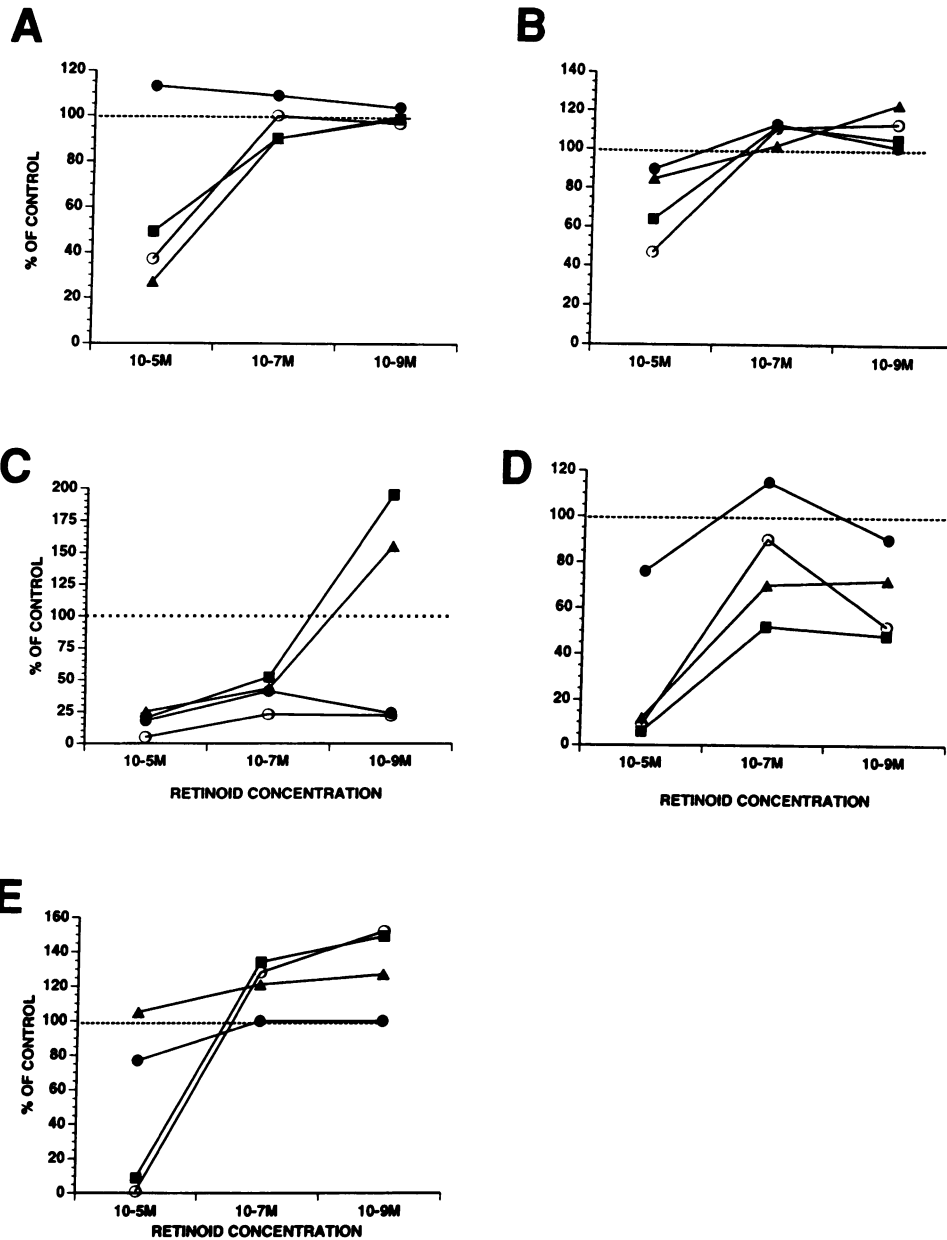 A
120
100
80
60
40
20
0
% OF CONTROL
10-5M 10-7M 10-9M
B
140
120
100
80
60
40
20
0
10-5M 10-7M 10-9M
C
200
175
150
125
100
75
50
25
0
% OF CONTROL
10-5M 10-7M 10-9M
RETINOID CONCENTRATION
D
120
100
80
60
40
20
0
10-5M 10-7M 10-9M
RETINOID CONCENTRATION
E
160
140
120
100
80
60
40
20
0
% OF CONTROL
10-5M 10-7M 10-9M
RETINOID CONCENTRATION